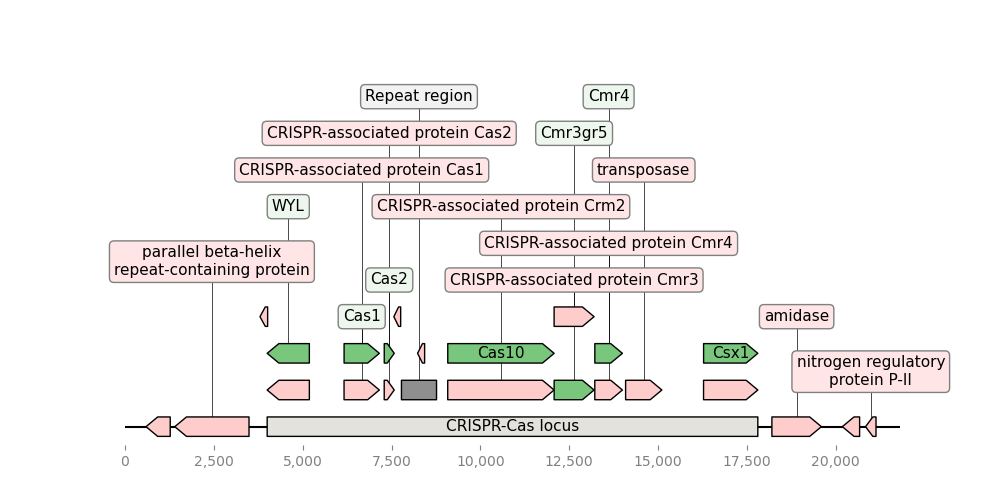 Repeat region
Cmr4
CRISPR-associated protein Cas2
Cmr3gr5
CRISPR-associated protein Cas1
transposase
WYL
CRISPR-associated protein Crm2
CRISPR-associated protein Cmr4
parallel beta-helix
repeat-containing protein
Cas2
CRISPR-associated protein Cmr3
Cas1
amidase
Cas10
Csx1
nitrogen regulatory
protein P-II
CRISPR-Cas locus
0
2,500
5,000
7,500
10,000
12,500
15,000
17,500
20,000